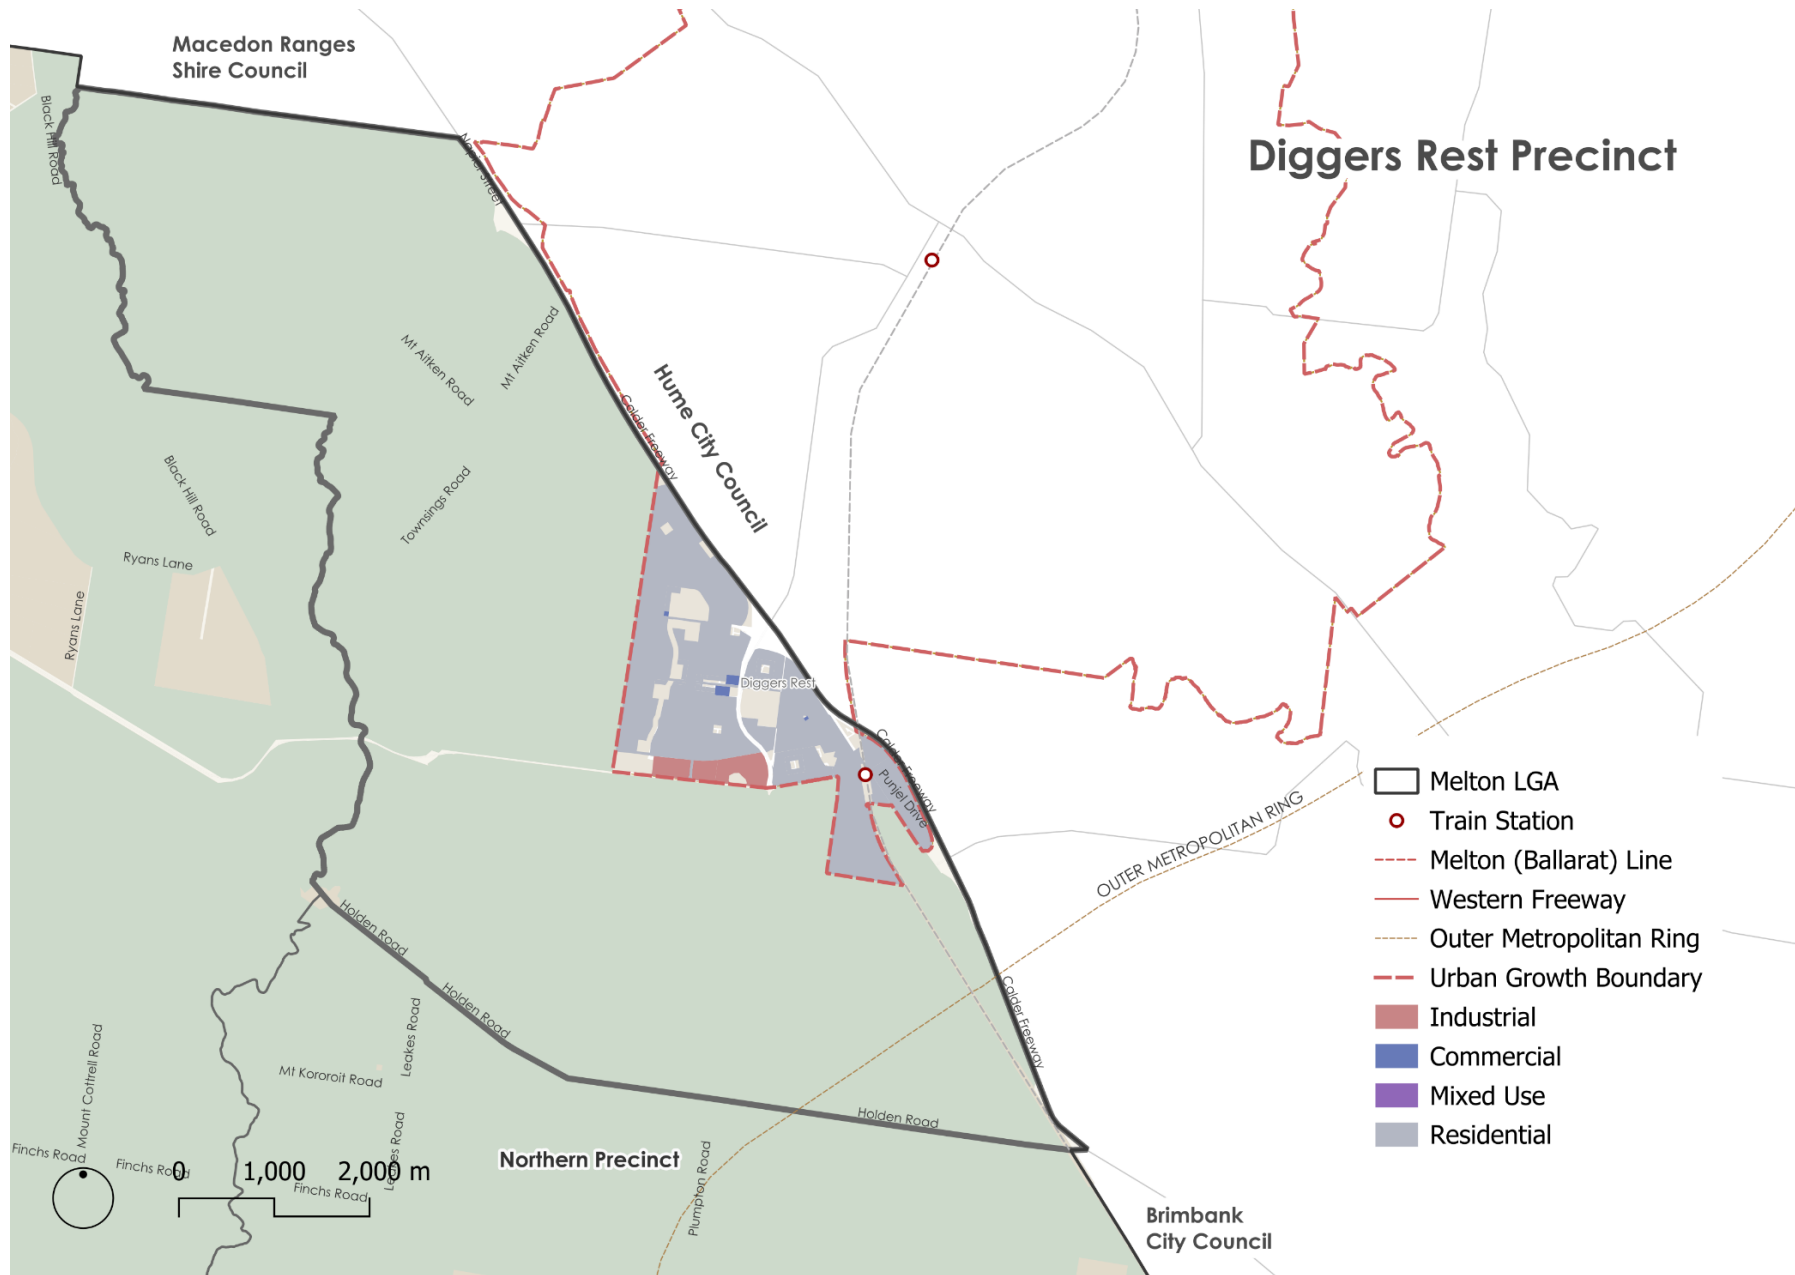 Macedon Ranges
Shire Council
Diggers Rest Precinct
Black Hill Road
Napier Street
Mt Aitken Road
Mt Aitken Road
Hume City Council
Calder Freeway
Black Hill Road
Townsings Road
Ryans Lane
Ryans Lane
Diggers Rest
Calder Freeway
Punjel Drive
OUTER METROPOLITAN RING
Melton LGA
Train Station
Melton (Ballarat) Line
Western Freeway
Outer Metropolitan Ring
Urban Growth Boundary
Industrial
Commercial
Mixed Use
Residential
Holden Road
Holden Road
Calder Freeway
Leakes Road
Mount Cottrell Road
Mt Kororoit Road
Holden Road
Leakes Road
Finchs Road
Finchs Road
Finchs Road
Northern Precinct
Plumpton Road
0 1,000 2,000 m
Brimbank
City Council